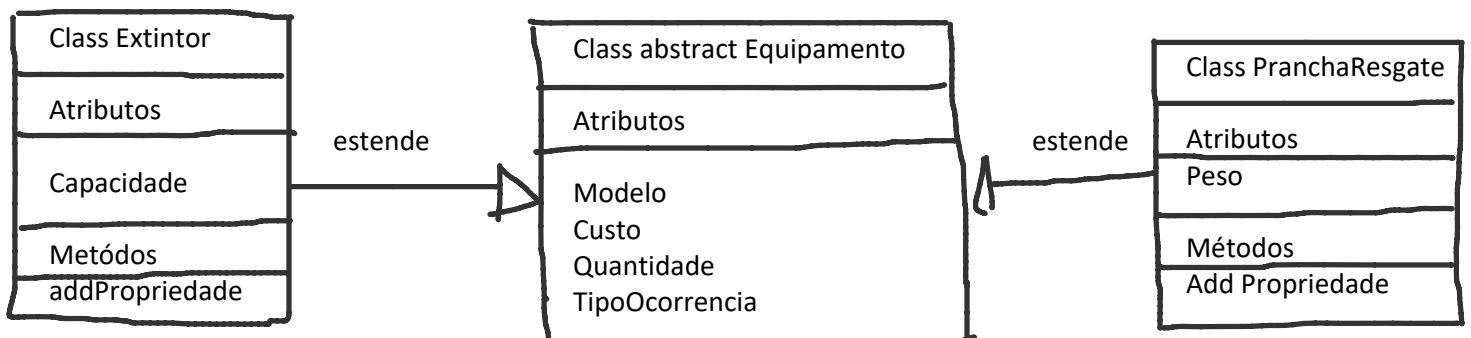 Class Extintor
Atributos
Capacidade
Metódos
addPropriedade
estende
Class abstract Equipamento
Atributos
Modelo
Custo
Quantidade
TipoOcorrencia
estende
Class PranchaResgate
Atributos
Peso
Métodos
Add Propriedade